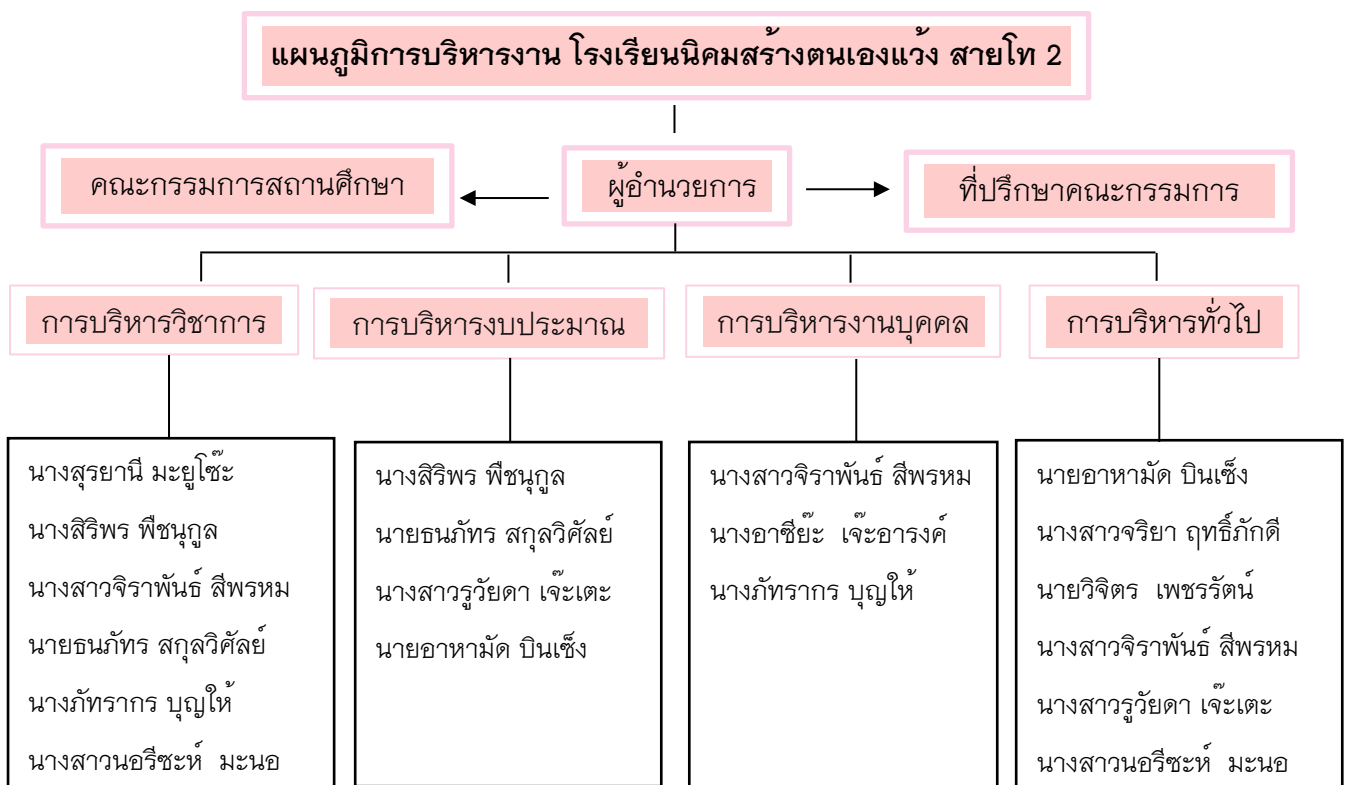 แผนภูมิการบริหารงาน โรงเรียนนิคมสร้างตนเองแว้ง สายโท 2
คณะกรรมการสถานศึกษา
ผู้อำนวยการ
ที่ปรึกษาคณะกรรมการ
การบริหารวิชาการ
การบริหารงบประมาณ
การบริหารงานบุคคล
การบริหารทั่วไป
นางสุรยานี มะยูโซ๊ะ
นางสิริพร พืชนุกูล
นางสาวจิราพันธ์ สีพรหม
นายธนภัทร สกุลวิศัลย์
นางภัทรากร บุญให้
นางสาวนอรีซะห์ มะนอ
นางสิริพร พืชนุกูล
นายธนภัทร สกุลวิศัลย์
นางสาวรูวัยดา เจ๊ะเตะ
นายอาหามัด บินเซ็ง
นางสาวจิราพันธ์ สีพรหม
นางอาซีย๊ะ เจ๊ะอารงค์
นางภัทรากร บุญให้
นายอาหามัด บินเซ็ง
นางสาวจริยา ฤทธิ์ภักดี
นายวิจิตร เพชรรัตน์
นางสาวจิราพันธ์ สีพรหม
นางสาวรูวัยดา เจ๊ะเตะ
นางสาวนอรีซะห์ มะนอ